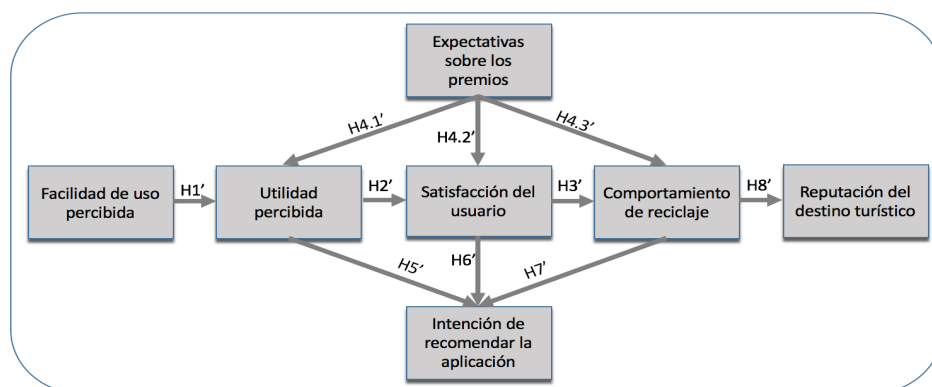 Expectativas
sobre los
premios
H4.1'
H4.2'
H4.3'
Facilidad de uso
percibida
H1'
Utilidad
percibida
H2'
Satisfacción del
usuario
H3'
Comportamiento
de reciclaje
H8'
Reputación del
destino turístico
H5'
H6'
H7'
Intención de
recomendar la
aplicación